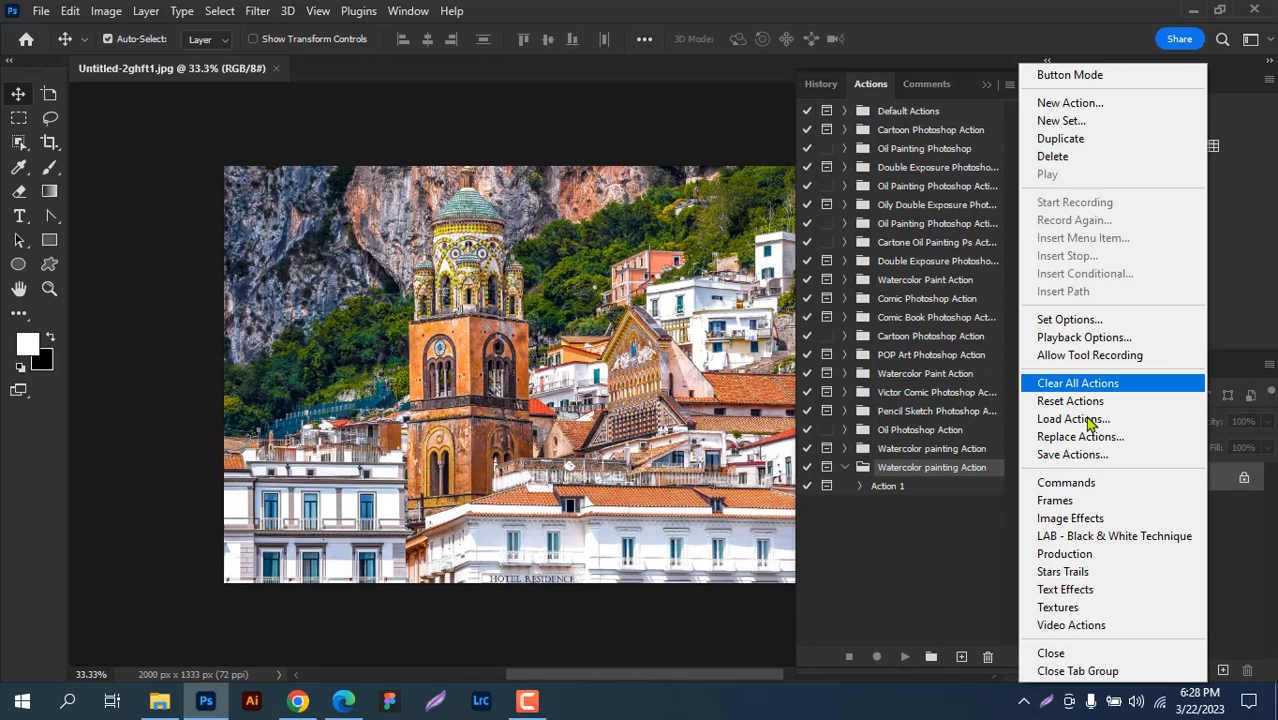 Ps File Edit Image Layer Type Select Filter 3D View Plugins Window Help
Auto-Select: Layer Show Transform Controls 3D Mode: Share
Untitled-2ghft1.jpg @ 33.3% (RGB/8#)
History Actions Comments
Default Actions
Cartoon Photoshop Action
Oil Painting Photoshop
Double Exposure Photosho...
Oil Painting Photoshop Acti...
Oily Double Exposure Phot...
Oil Painting Photoshop Acti...
Cartone Oil Painting Ps Act...
Double Exposure Photosho...
Watercolor Paint Action
Comic Photoshop Action
Comic Book Photoshop Action
Cartoon Photoshop Action
POP Art Photoshop Action
Watercolor Paint Action
Victor Comic Photoshop Ac...
Pencil Sketch Photoshop A...
Oil Photoshop Action
Watercolor painting Action
Watercolor painting Action
Action 1
Button Mode
New Action...
New Set...
Duplicate
Delete
Play
Start Recording
Record Again...
Insert Menu Item...
Insert Stop...
Insert Conditional...
Insert Path
Set Options...
Playback Options...
Allow Tool Recording
Clear All Actions
Reset Actions
Load Actions...
Replace Actions...
Save Actions...
Commands
Frames
Image Effects
LAB - Black & White Technique
Production
Stars Trails
Text Effects
Textures
Video Actions
Close
Close Tab Group
100%
Fill: 100%
HOTEL RESIDENCE
33.33% 2000 px x 1333 px (72 ppi)
Ps Ai Lrc C
6:28 PM
3/22/2023